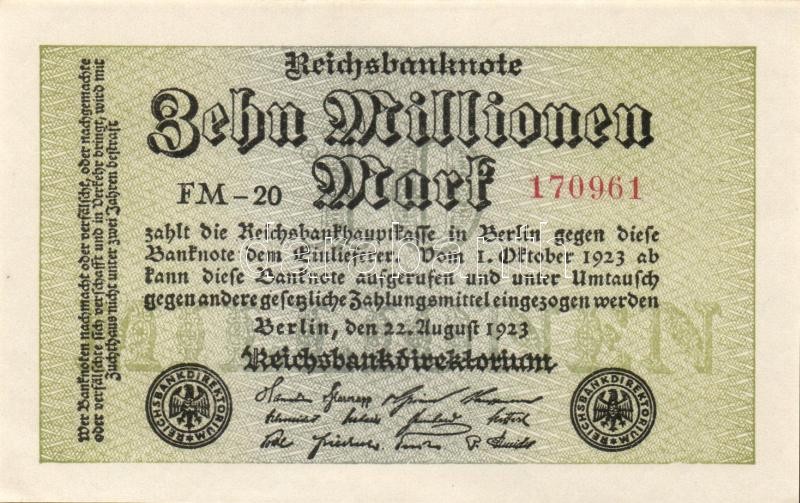 Reichsbanknote
Zehn Millionen
Mark
FM-20
170961
zahlt die Reichsbankhauptkasse in Berlin gegen diese
Banknote dem Einlieferer. Vom 1. Oktober 1923 ab
kann diese Banknote aufgerufen und unter Umtausch
gegen andere gesetzliche Zahlungsmittel eingezogen werden
Berlin, den 22. August 1923
Reichsbankdirektorium
REICHSBANKDIREKTORIUM
REICHSBANKDIREKTORIUM
Wer Banknoten nachmacht oder verfälscht, oder nachgemachte
oder verfälschte sich verschafft und in Verkehr bringt, wird mit
Zuchthaus nicht unter zwei Jahren bestraft